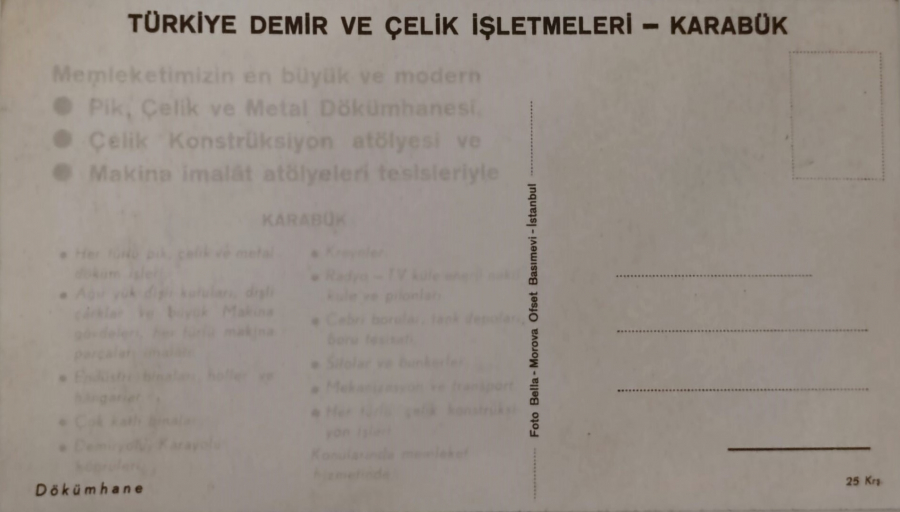 TÜRKİYE DEMİR VE ÇELİK İŞLETMELERİ – KARABÜK
Memleketimizin en büyük ve modern
● Pik, Çelik ve Metal Dökümhanesi,
● Çelik Konstrüksiyon atölyesi ve
● Makina imalât atölyeleri tesisleriyle
KARABÜK
● Her türlü pik, çelik ve metal
döküm işleri,
● Ağır yük dişli kutuları, dişli
çarklar ve büyük Makina
gövdeleri, her türlü makina
parçaları imalâtı
● holler ve
hangarlar,
● Çok katlı binalar
● Demiryolu, Karayolu
köprüleri,
● Kreynler,
● Radyo – TV kule enerji nakil
kule ve pilonları
● Cebri borular, tank depoları,
boru tesisatı,
● Silolar ve bunkerler
● Mekanizasyon ve transport
● Her türlü çelik konstrüksi-
yon işleri
Konularında memleket
hizmetinde
Dökümhane
Foto Bella - Morova Ofset Basımevi - İstanbul
25 Krş.